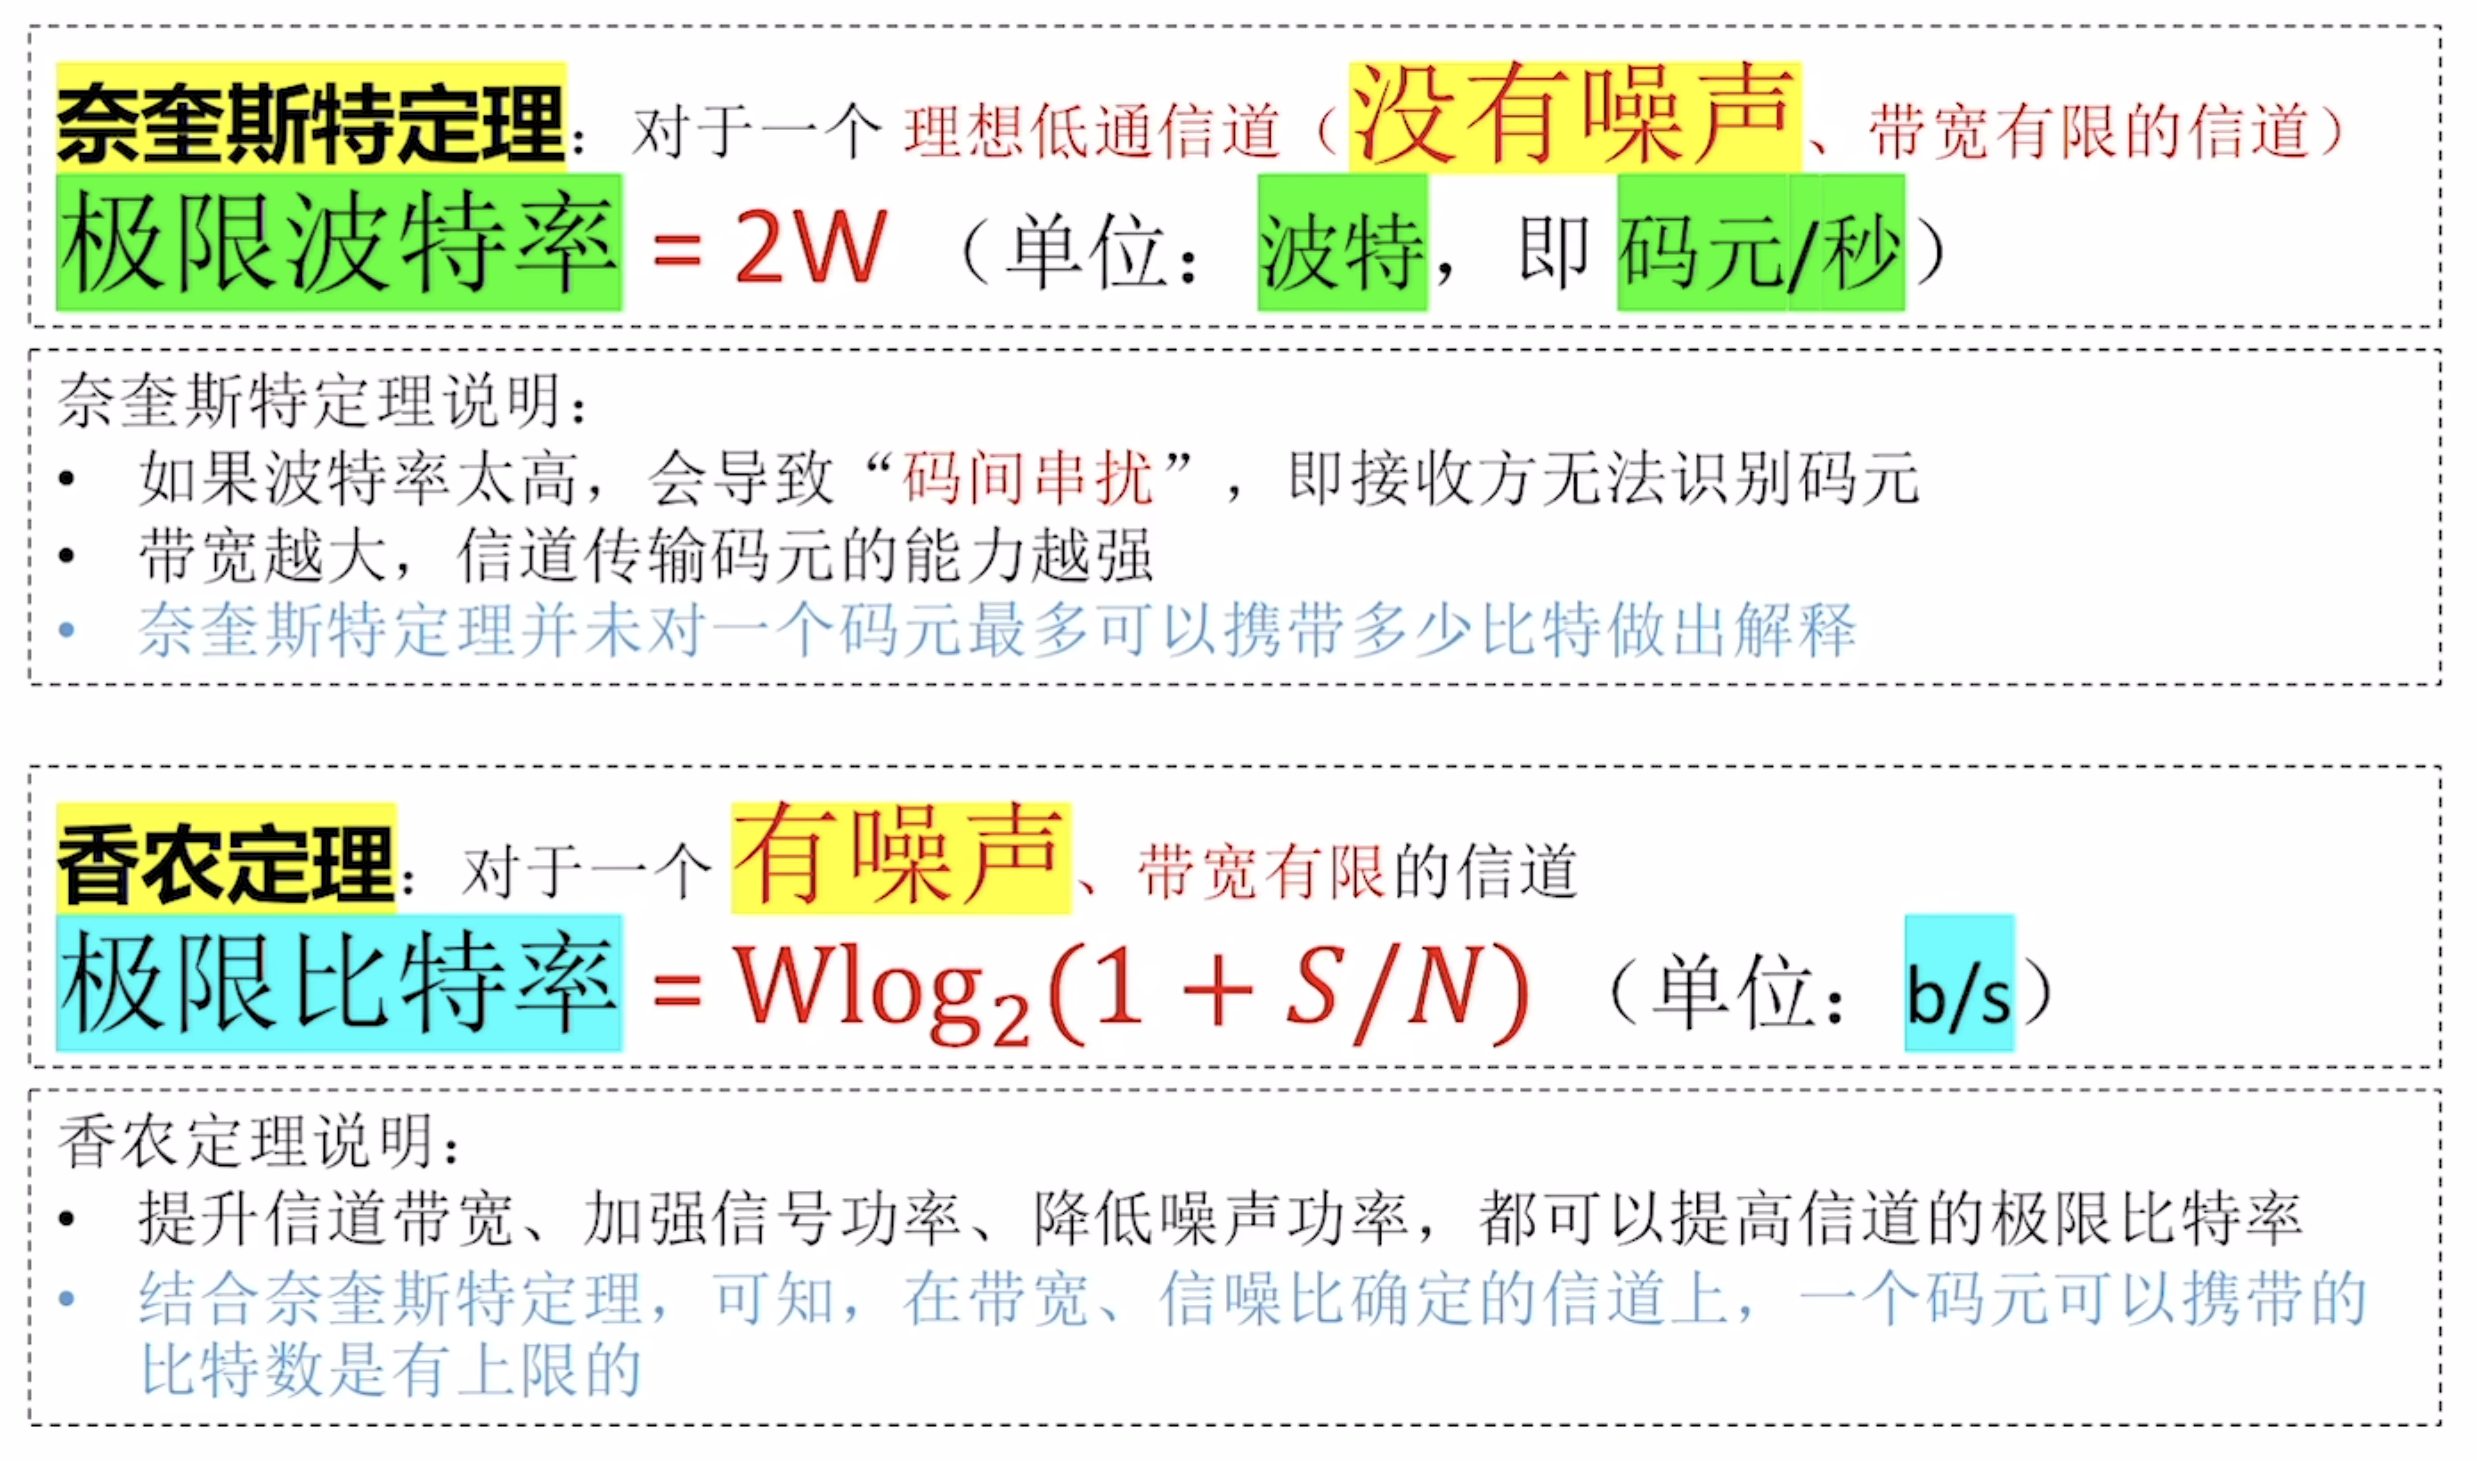 奈奎斯特定理：对于一个 理想低通信道（没有噪声、带宽有限的信道）
极限波特率 = 2W （单位：波特，即 码元/秒）
奈奎斯特定理说明：
• 如果波特率太高，会导致“码间串扰”，即接收方无法识别码元
• 带宽越大，信道传输码元的能力越强
• 奈奎斯特定理并未对一个码元最多可以携带多少比特做出解释
香农定理：对于一个 有噪声、带宽有限的信道
极限比特率 = Wlog₂(1 + S/N) （单位：b/s）
香农定理说明：
• 提升信道带宽、加强信号功率、降低噪声功率，都可以提高信道的极限比特率
• 结合奈奎斯特定理，可知，在带宽、信噪比确定的信道上，一个码元可以携带的
比特数是有上限的